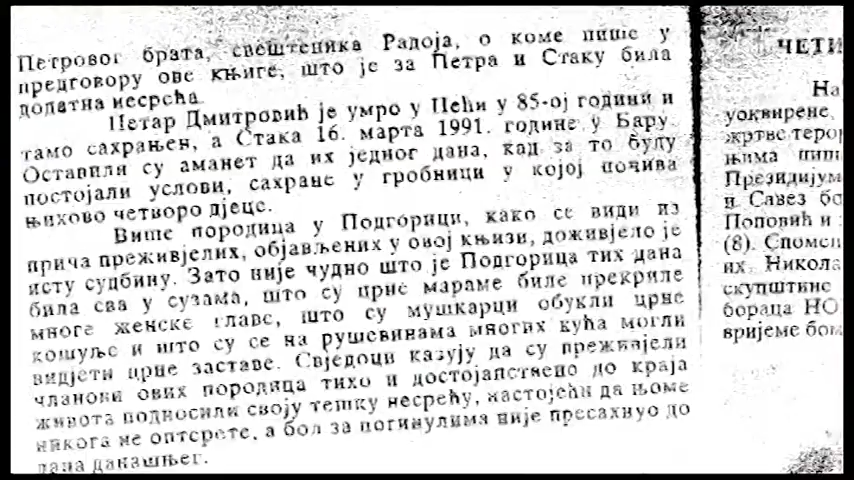 Петровог брата, свештеника Радоја, о коме пише у
предговору ове књиге, што је за Петра и Стаку била
додатна несрећа.
Петар Дмитровић је умро у Пећи у 85-ој години и
тамо сахрањен, а Стака 16. марта 1991. године у Бару.
Оставили су аманет да их једног дана, кад за то буду
постојали услови, сахране у гробници у којој почива
њихово четворо дјеце.
Више породица у Подгорици, како се види из
прича преживјелих, објављених у овој књизи, доживјело је
исту судбину. Зато није чудно што је Подгорица тих дана
била сва у сузама, што су црне мараме биле прекриле
многе женске главе, што су мушкарци обукли црне
кошуље и што су се на рушевинама многих кућа могли
видјети црне заставе. Свједоци казују да су преживјели
чланови ових породица тихо и достојанствено до краја
живота подносили своју тешку несрећу, настојећи да њоме
никога не оптерете, а бол за погинулима није пресахнуо до
дана данашњег.
ЧЕТИ
На
уоквирене,
жртве терор
њима пиш
Президијум
и Савез бо
Поповић и
(8). Спомен
их. Никола
скупштине
бораца НО
вријеме бом